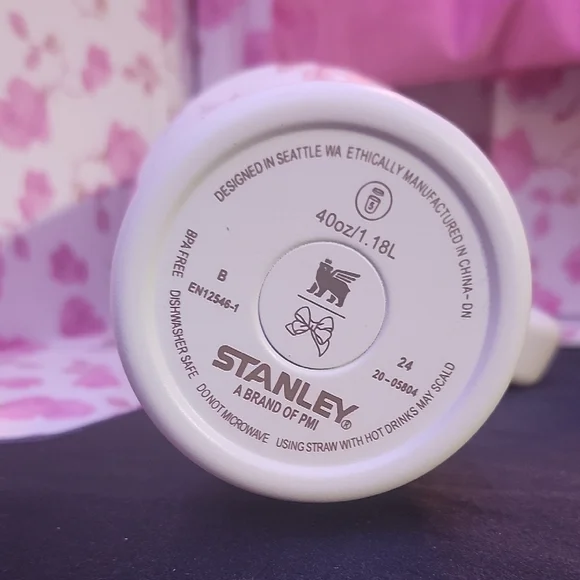 DESIGNED IN SEATTLE WA ETHICALLY MANUFACTURED IN CHINA-DN
5
40oz/1.18L
BPA FREE DISHWASHER SAFE DO NOT MICROWAVE USING STRAW WITH HOT DRINKS MAY SCALD
B
EN12546-1
24
20-05804
STANLEY®
A BRAND OF PMI